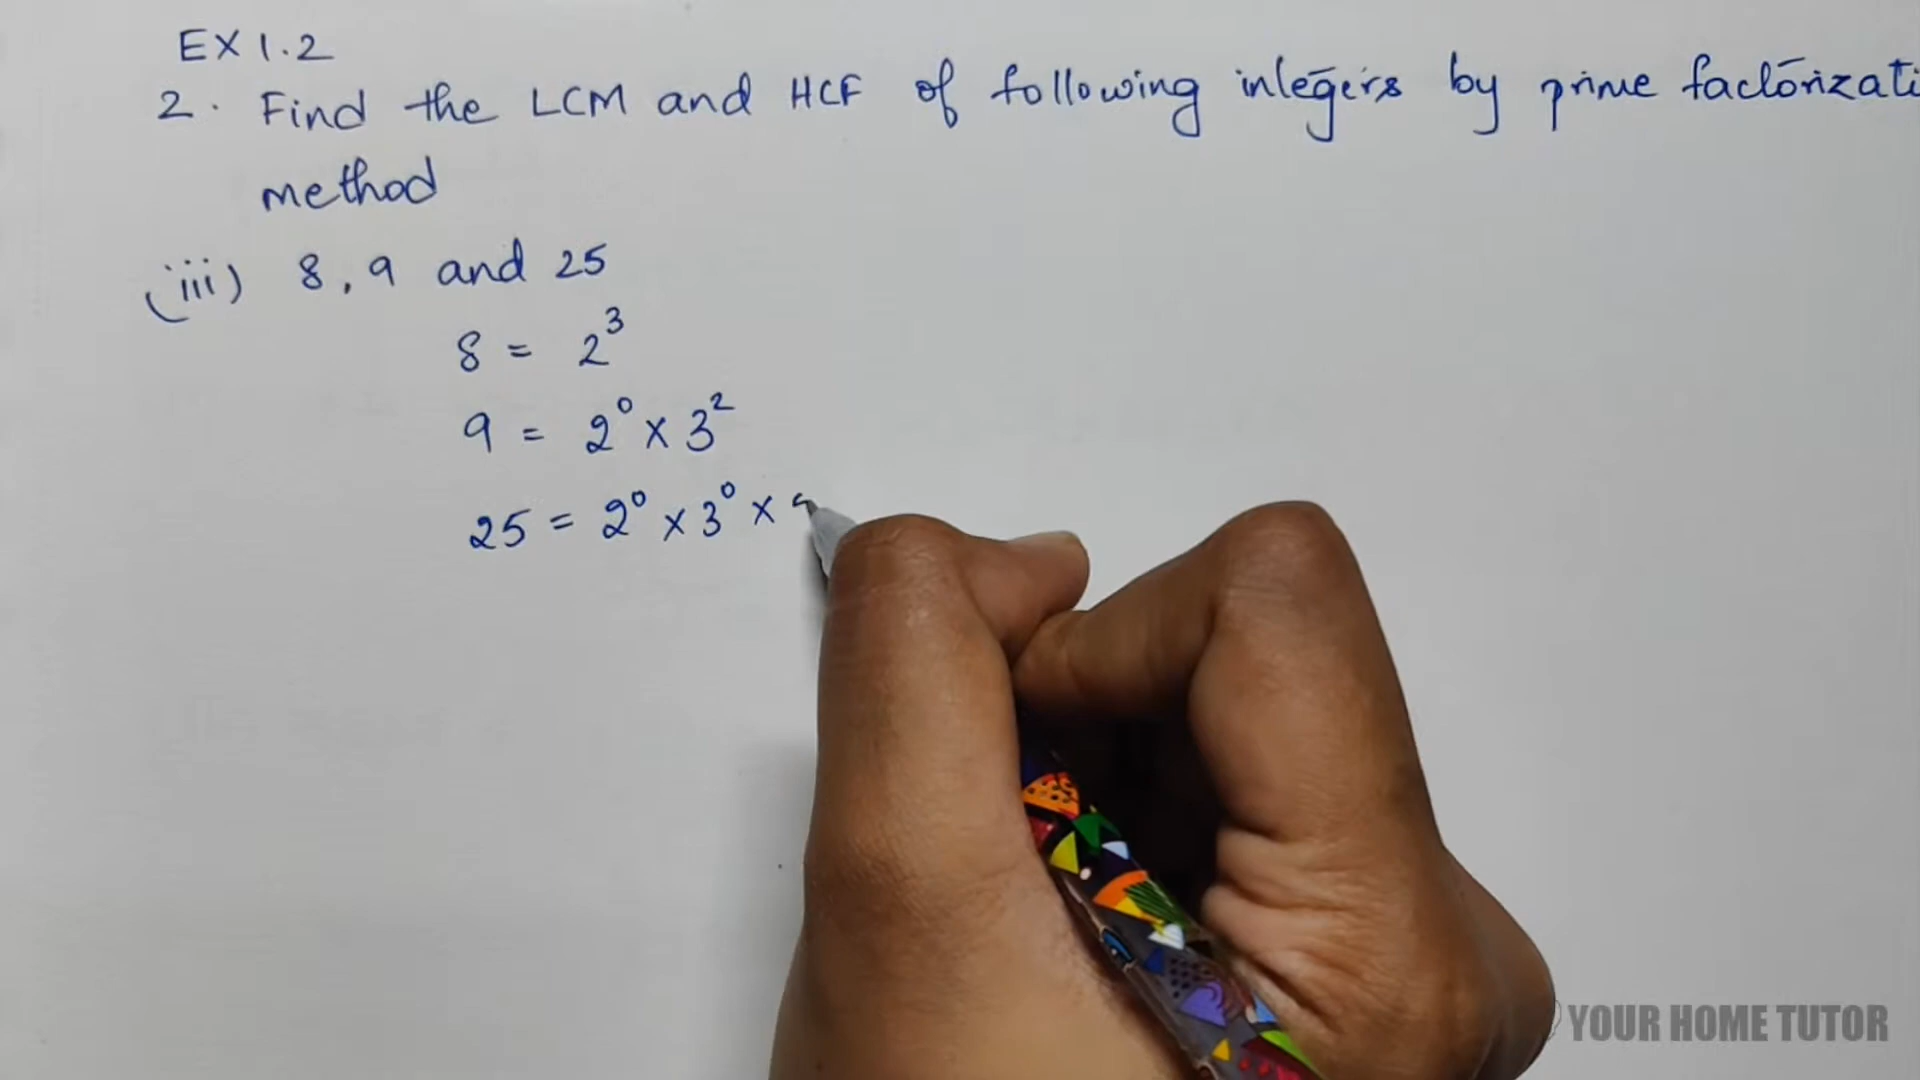 EX 1.2
2. Find the LCM and HCF of following integers by prime factorizati
method
(iii) 8, 9 and 25
8 = 2³
9 = 2⁰ × 3²
25 = 2⁰ × 3⁰ ×
YOUR HOME TUTOR